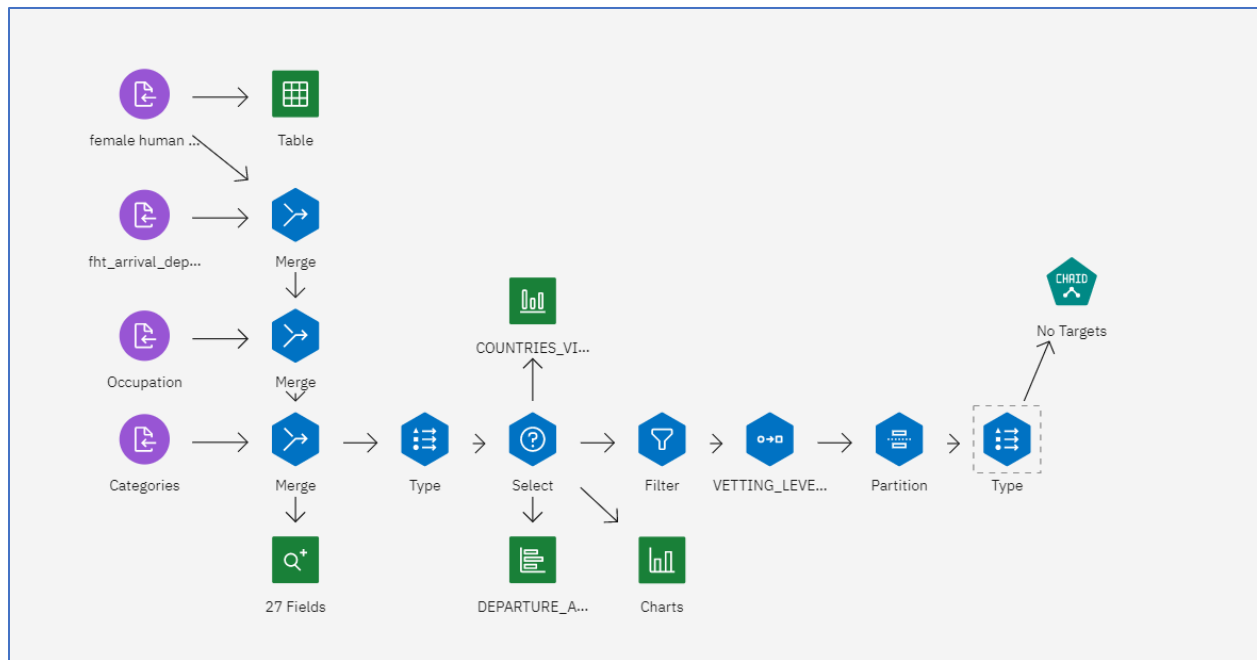 female human ...
Table
fht_arrival_dep...
Merge
CHAID
No Targets
COUNTRIES_VI...
Occupation
Merge
Categories
Merge
Type
Select
Filter
VETTING_LEVE...
Partition
Type
27 Fields
DEPARTURE_A...
Charts